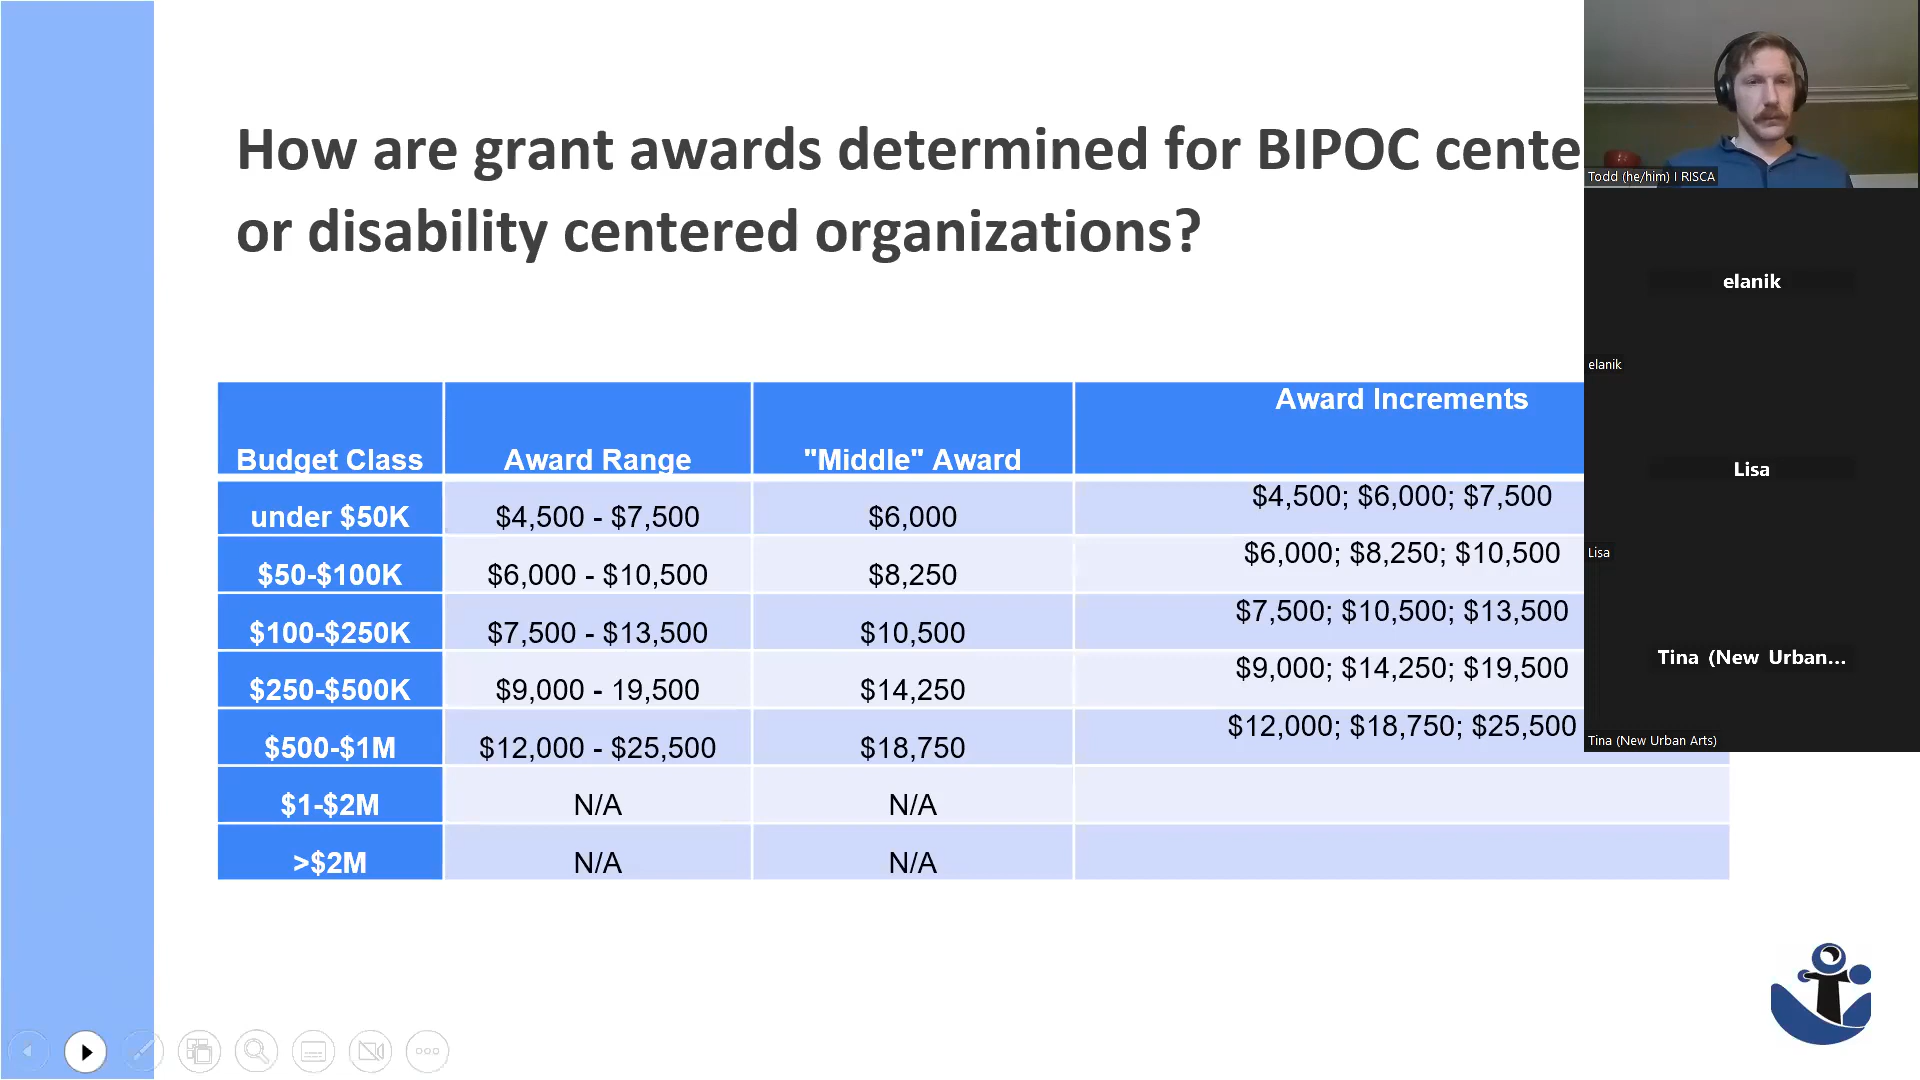 How are grant awards determined for BIPOC cente
or disability centered organizations?
Budget Class Award Range "Middle" Award Award Increments
under $50K $4,500 - $7,500 $6,000 $4,500; $6,000; $7,500
$50-$100K $6,000 - $10,500 $8,250 $6,000; $8,250; $10,500
$100-$250K $7,500 - $13,500 $10,500 $7,500; $10,500; $13,500
$250-$500K $9,000 - 19,500 $14,250 $9,000; $14,250; $19,500
$500-$1M $12,000 - $25,500 $18,750 $12,000; $18,750; $25,500
$1-$2M N/A N/A
>$2M N/A N/A
Todd (he/him) I RISCA
elanik
elanik
Lisa
Lisa
Tina (New Urban...
Tina (New Urban Arts)